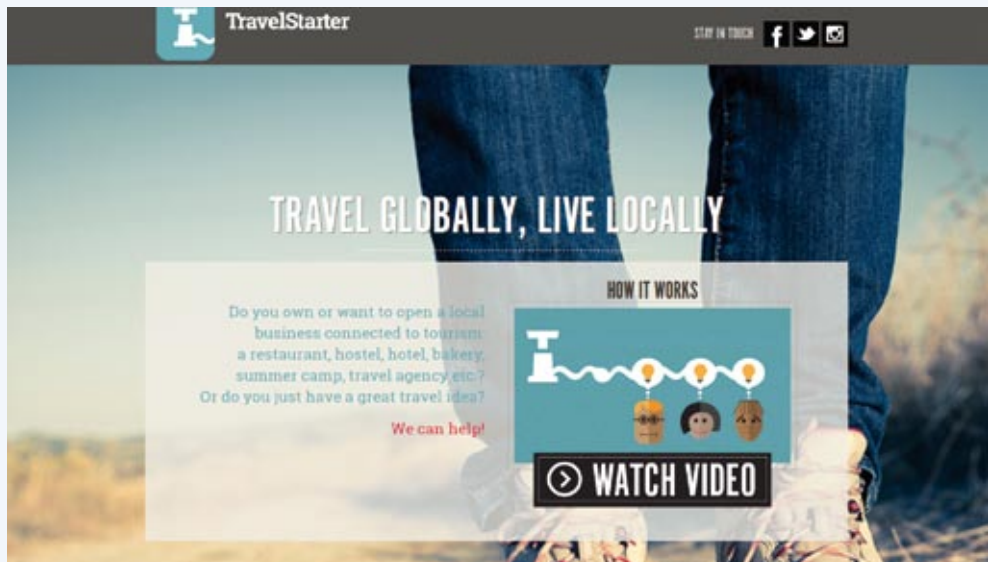 TravelStarter
STAY IN TOUCH
TRAVEL GLOBALLY, LIVE LOCALLY
Do you own or want to open a local
business connected to tourism
a restaurant, hostel, hotel, bakery,
summer camp, travel agency etc.?
Or do you just have a great travel idea?
We can help!
HOW IT WORKS
WATCH VIDEO